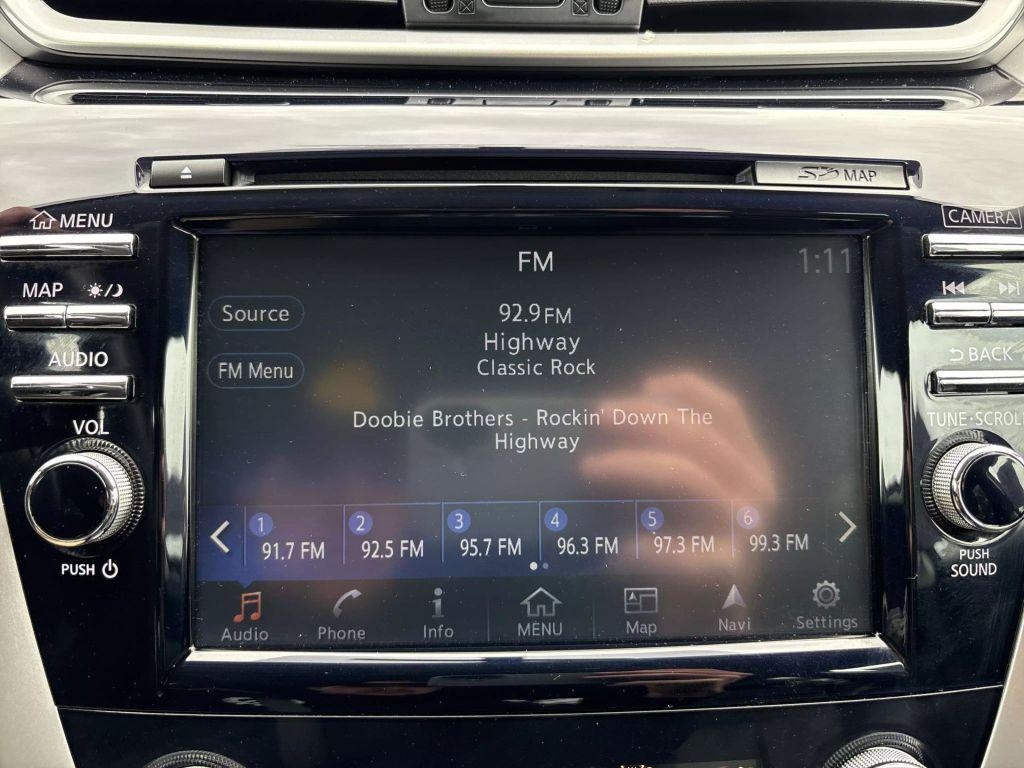 MAP
MENU
CAMERA
FM
1:11
MAP
Source
92.9 FM
Highway
AUDIO
BACK
FM Menu
Classic Rock
Doobie Brothers - Rockin' Down The
Highway
VOL
TUNE·SCROLL
1 91.7 FM
2 92.5 FM
3 95.7 FM
4 96.3 FM
5 97.3 FM
6 99.3 FM
PUSH
PUSH
SOUND
Audio
Phone
Info
MENU
Map
Navi
Settings